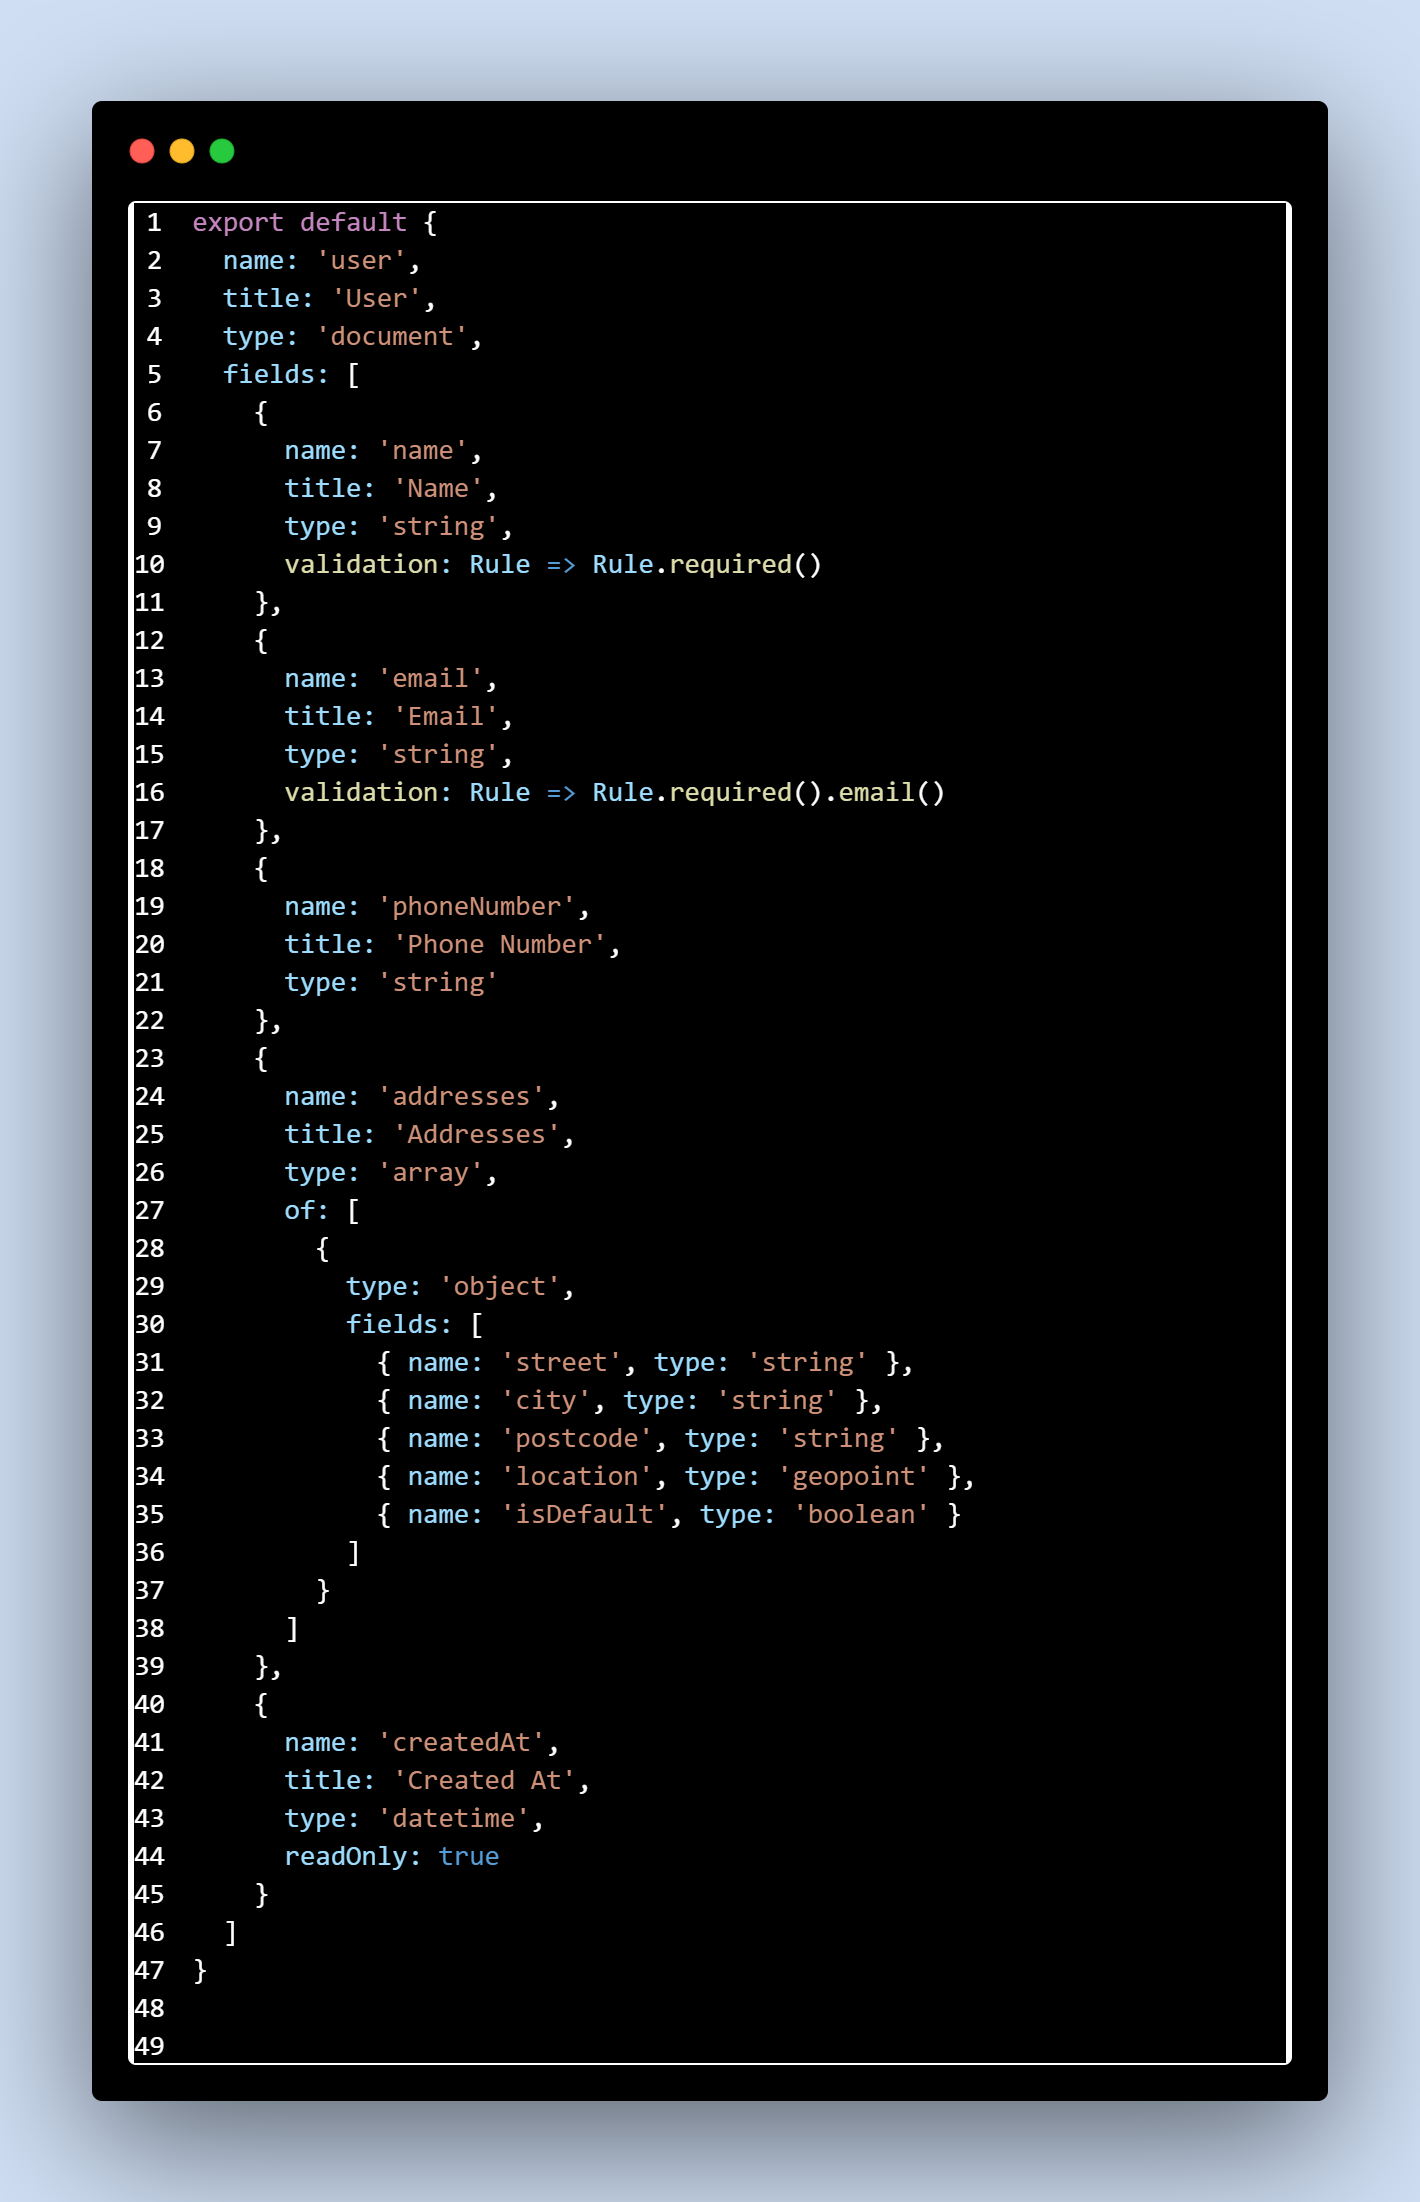 1 export default {
2   name: 'user',
3   title: 'User',
4   type: 'document',
5   fields: [
6     {
7       name: 'name',
8       title: 'Name',
9       type: 'string',
10       validation: Rule => Rule.required()
11     },
12     {
13       name: 'email',
14       title: 'Email',
15       type: 'string',
16       validation: Rule => Rule.required().email()
17     },
18     {
19       name: 'phoneNumber',
20       title: 'Phone Number',
21       type: 'string'
22     },
23     {
24       name: 'addresses',
25       title: 'Addresses',
26       type: 'array',
27       of: [
28         {
29           type: 'object',
30           fields: [
31             { name: 'street', type: 'string' },
32             { name: 'city', type: 'string' },
33             { name: 'postcode', type: 'string' },
34             { name: 'location', type: 'geopoint' },
35             { name: 'isDefault', type: 'boolean' }
36           ]
37         }
38       ]
39     },
40     {
41       name: 'createdAt',
42       title: 'Created At',
43       type: 'datetime',
44       readOnly: true
45     }
46   ]
47 }
48
49